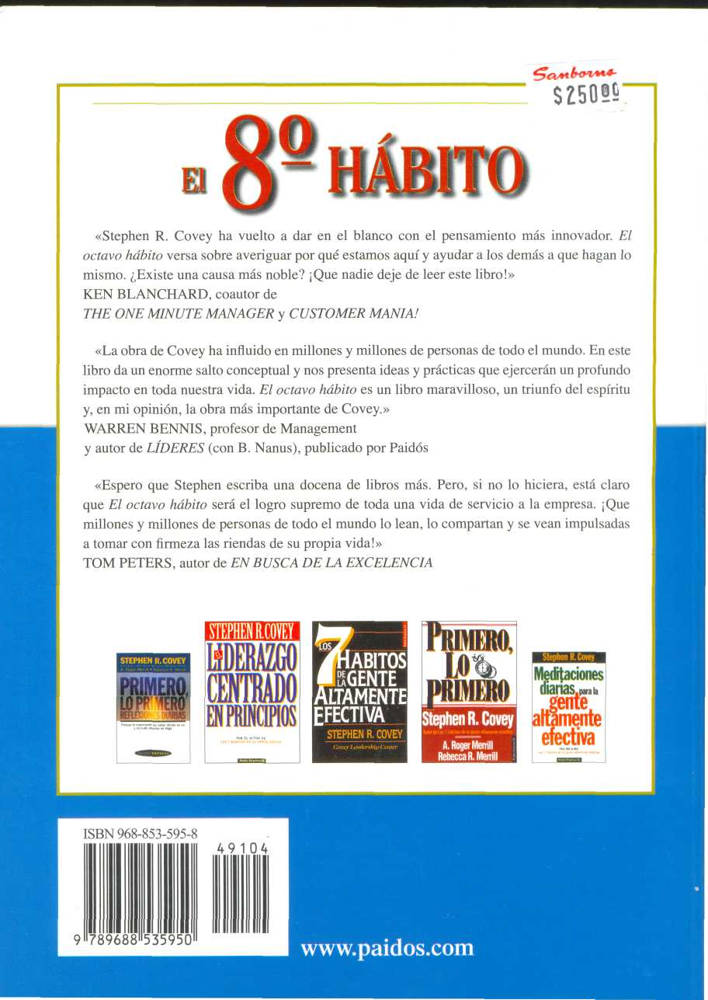 Sanborns
$250.00
El 8º HÁBITO
«Stephen R. Covey ha vuelto a dar en el blanco con el pensamiento más innovador. El
octavo hábito versa sobre averiguar por qué estamos aquí y ayudar a los demás a que hagan lo
mismo. ¿Existe una causa más noble? ¡Que nadie deje de leer este libro!»
KEN BLANCHARD, coautor de
THE ONE MINUTE MANAGER y CUSTOMER MANIA!
«La obra de Covey ha influido en millones y millones de personas de todo el mundo. En este
libro da un enorme salto conceptual y nos presenta ideas y prácticas que ejercerán un profundo
impacto en toda nuestra vida. El octavo hábito es un libro maravilloso, un triunfo del espíritu
y, en mi opinión, la obra más importante de Covey.»
WARREN BENNIS, profesor de Management
y autor de LÍDERES (con B. Nanus), publicado por Paidós
«Espero que Stephen escriba una docena de libros más. Pero, si no lo hiciera, está claro
que El octavo hábito será el logro supremo de toda una vida de servicio a la empresa. ¡Que
millones y millones de personas de todo el mundo lo lean, lo compartan y se vean impulsadas
a tomar con firmeza las riendas de su propia vida!»
TOM PETERS, autor de EN BUSCA DE LA EXCELENCIA
STEPHEN R. COVEY
A. Roger Merrill • Rebecca R. Merrill
PRIMERO,
LO PRIMERO
REFLEXIONES DIARIAS
STEPHEN R. COVEY
El LIDERAZGO
CENTRADO
EN PRINCIPIOS
POR EL AUTOR DE
LOS 7
HÁBITOS
DE LA GENTE
ALTAMENTE
EFECTIVA
STEPHEN R. COVEY
Covey Leadership Center
PRIMERO,
LO
PRIMERO
Stephen R. Covey
A. Roger Merrill
Rebecca R. Merrill
Stephen R. Covey
Meditaciones
diarias para la
gente
altamente
efectiva
ISBN 968-853-595-8
49104
9 789688 535950
www.paidos.com